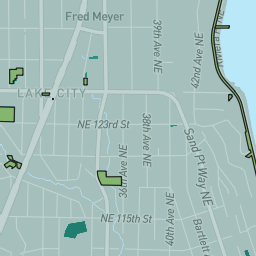 Fred Meyer
39th Ave NE
42nd Ave NE
LAKE CITY
NE 123rd St
38th Ave NE
Sand Pt Way NE
36th Ave NE
NE 115th St
40th Ave NE
Bartlett